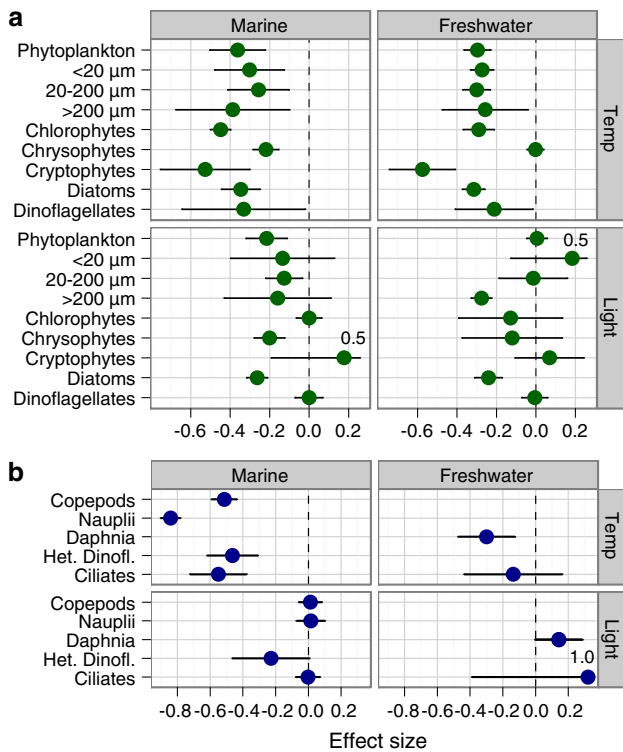 a
Marine Freshwater
Phytoplankton
<20 µm
20-200 µm
>200 µm
Chlorophytes
Chrysophytes
Cryptophytes
Diatoms
Dinoflagellates
Temp
Phytoplankton 0.5
<20 µm
20-200 µm
>200 µm
Chlorophytes
Chrysophytes 0.5
Cryptophytes
Diatoms
Dinoflagellates
Light
-0.6 -0.4 -0.2 0.0 0.2 -0.6 -0.4 -0.2 0.0 0.2
b
Marine Freshwater
Copepods
Nauplii
Daphnia
Het. Dinofl.
Ciliates
Temp
Copepods
Nauplii
Daphnia
Het. Dinofl. 1.0
Ciliates
Light
-0.8 -0.6 -0.4 -0.2 0.0 0.2 -0.8 -0.6 -0.4 -0.2 0.0 0.2
Effect size